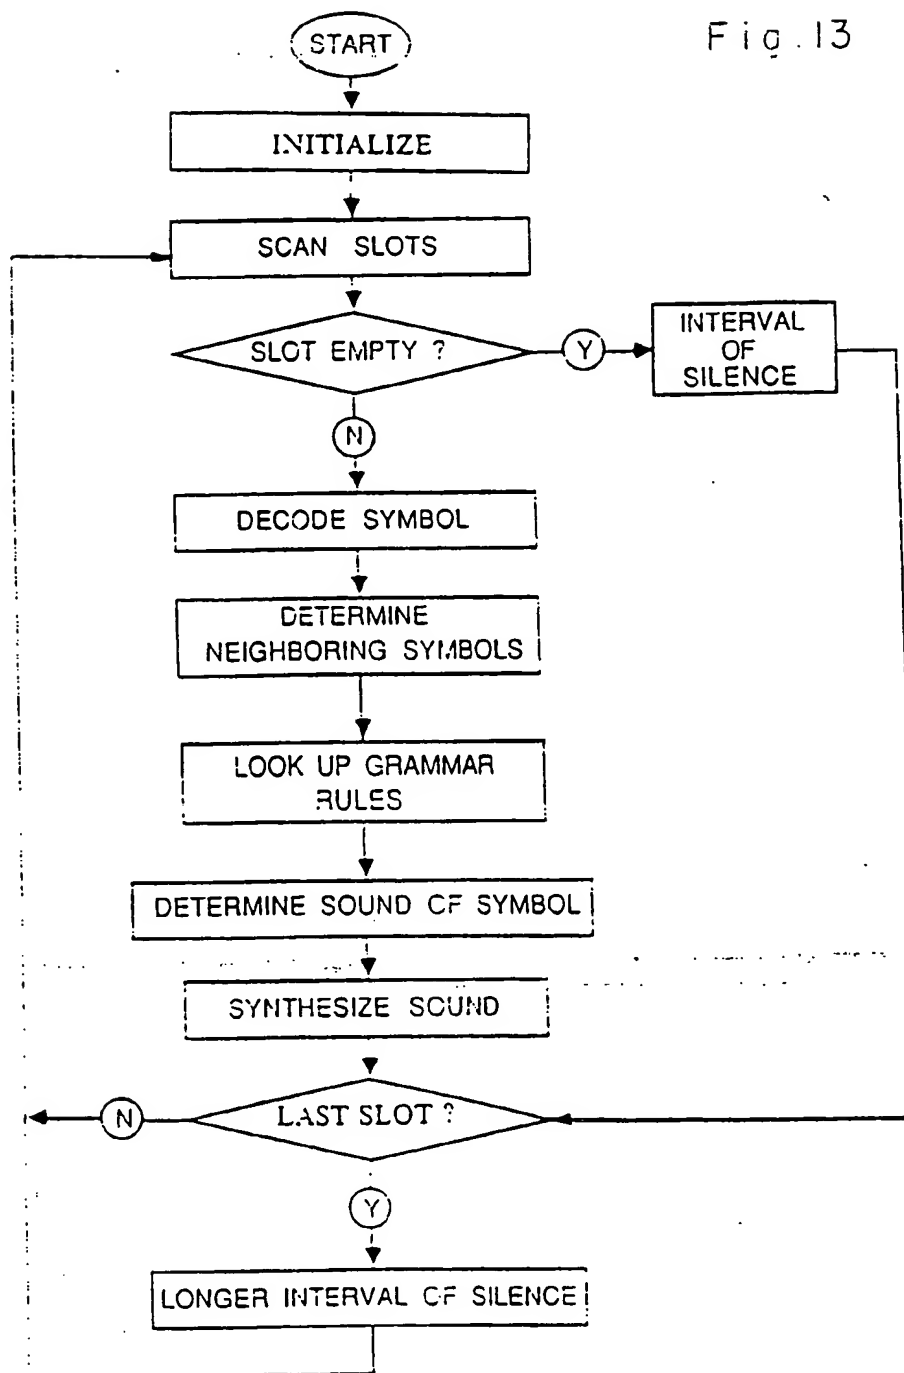 Fig.13
START
INITIALIZE
SCAN SLOTS
SLOT EMPTY ?
Y
INTERVAL
OF
SILENCE
N
DECODE SYMBOL
DETERMINE
NEIGHBORING SYMBOLS
LOOK UP GRAMMAR
RULES
DETERMINE SOUND OF SYMBOL
SYNTHESIZE SOUND
N
LAST SLOT ?
Y
LONGER INTERVAL OF SILENCE